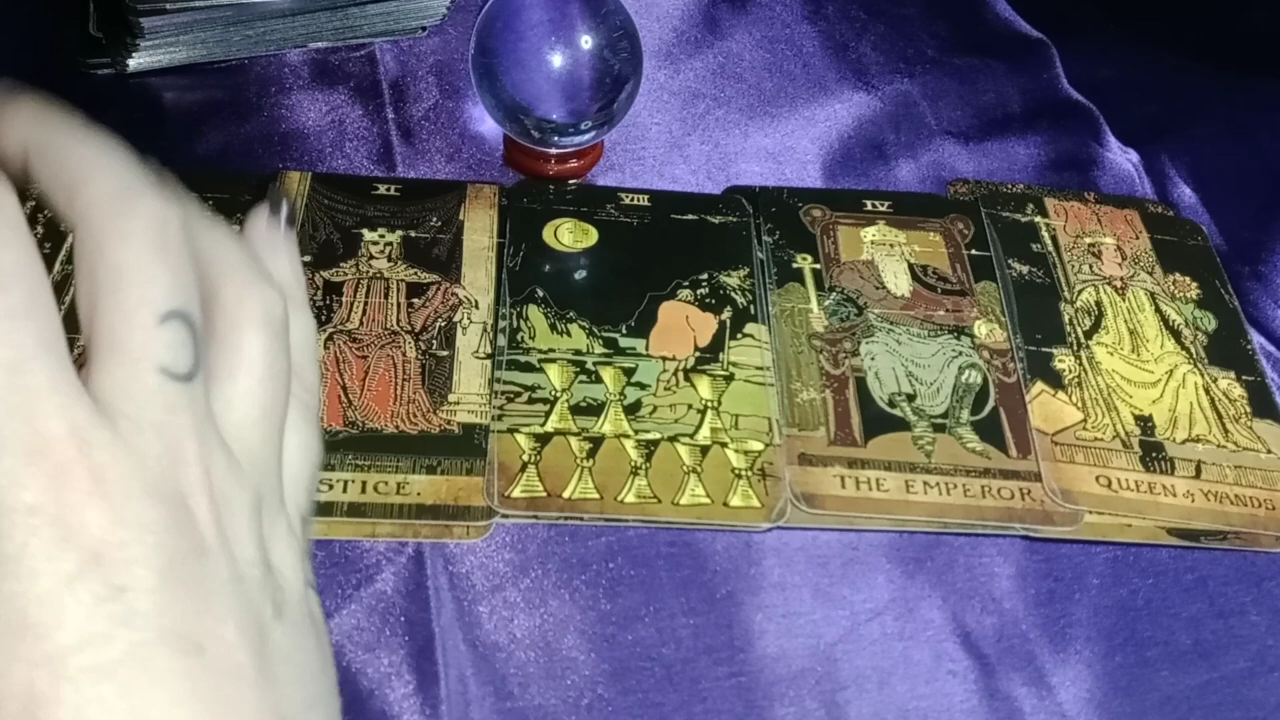 XI
VIII
IV
STICE.
THE EMPEROR.
QUEEN of WANDS